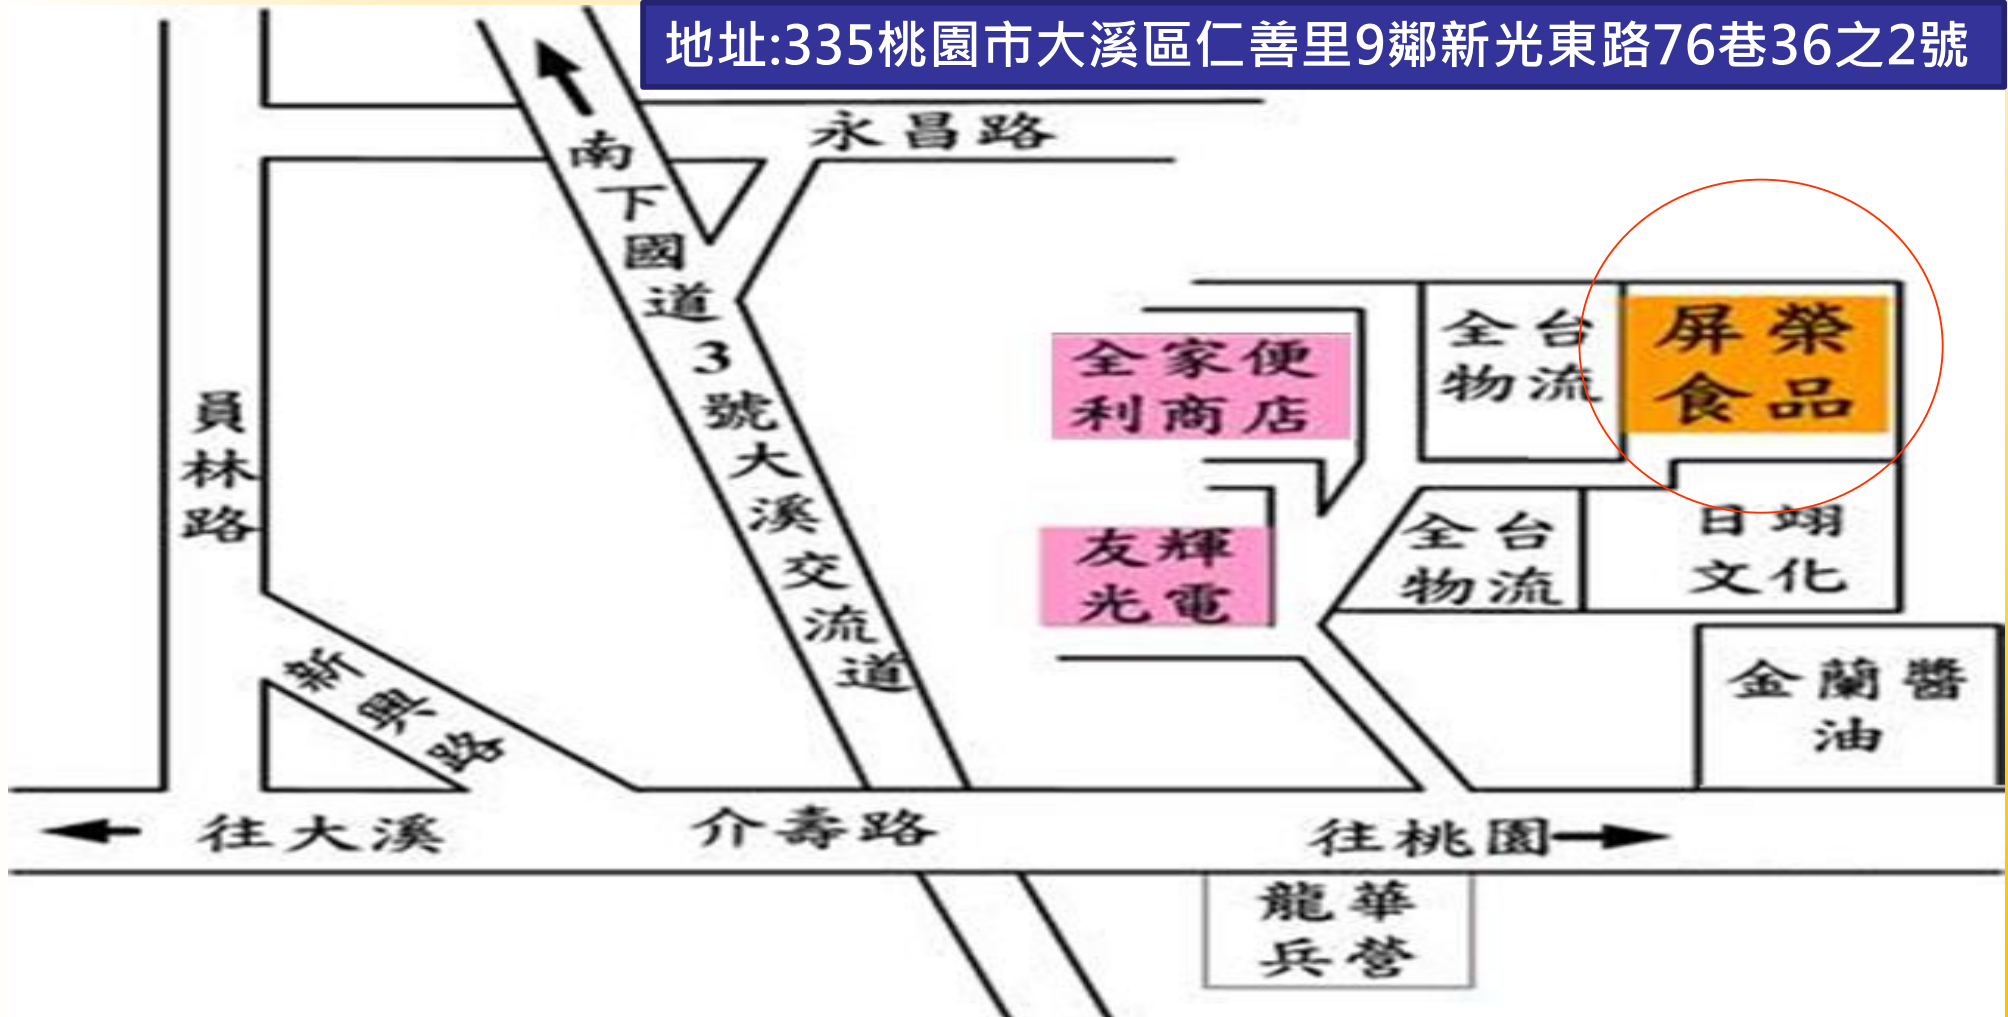 地址:335桃園市大溪區仁善里9鄰新光東路76巷36之2號
永昌路
南下國道3號大溪交流道
員林路
新興路
全家便
利商店
全台
物流
屏榮
食品
友輝
光電
全台
物流
日翊
文化
金蘭醬
油
往大溪
介壽路
往桃園
龍華
兵營